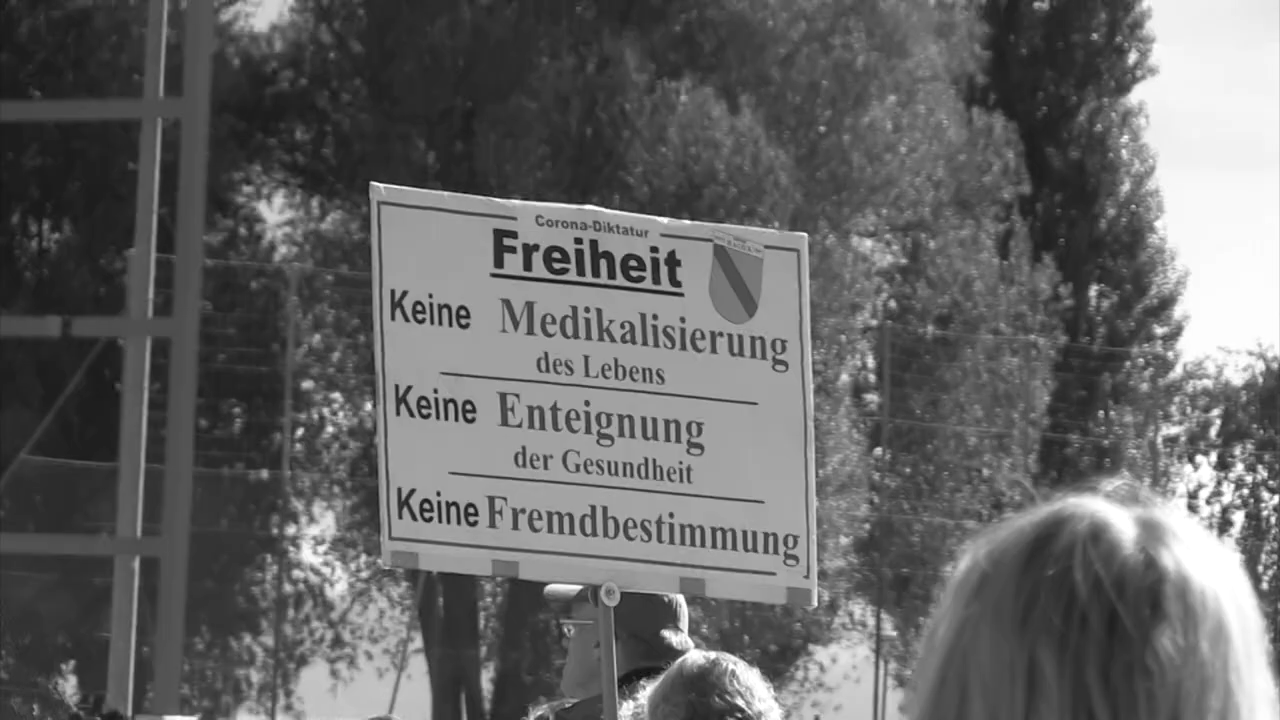 Corona-Diktatur
Freiheit
Keine Medikalisierung
des Lebens
Keine Enteignung
der Gesundheit
Keine Fremdbestimmung